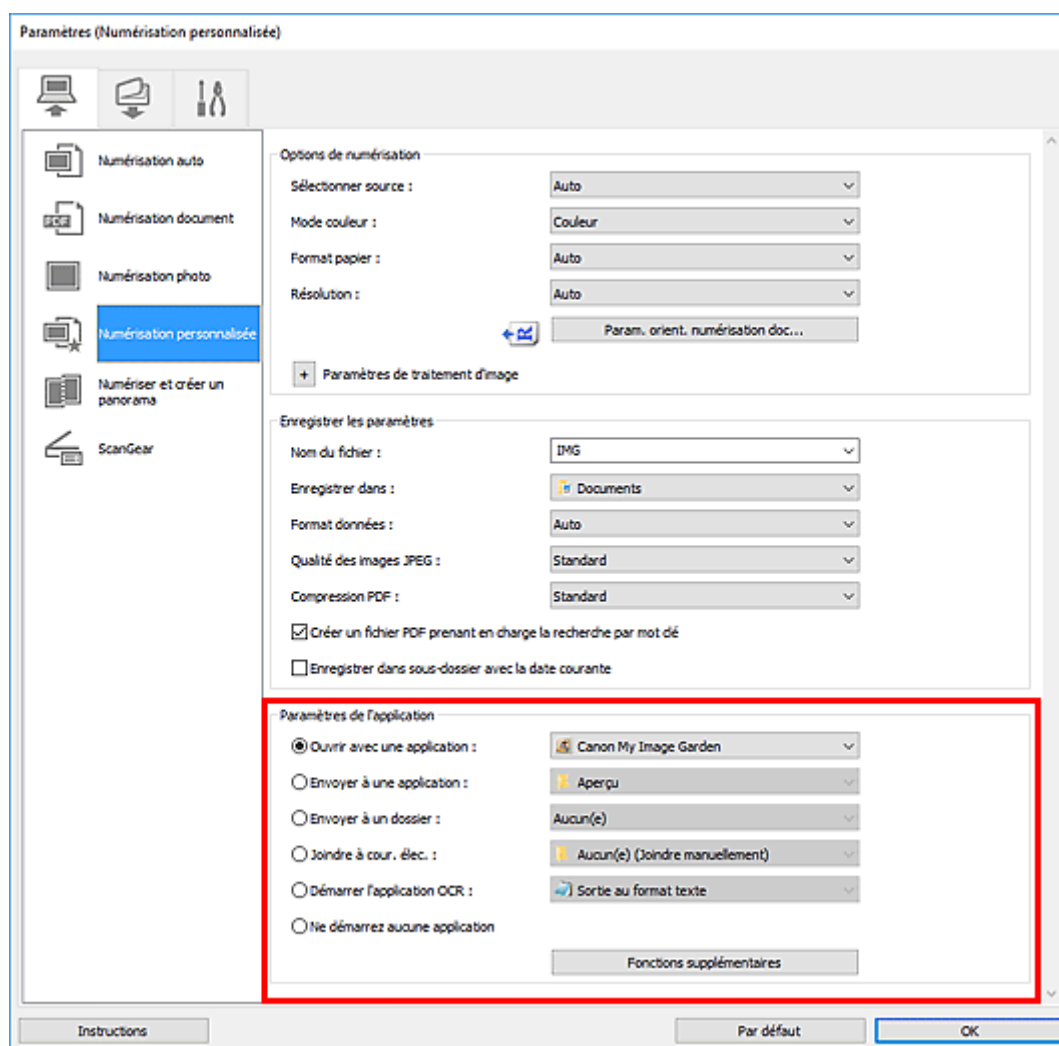 Paramètres (Numérisation personnalisée)
Numérisation auto
PDF
Numérisation document
Numérisation photo
Numérisation personnalisée
Numériser et créer un
panorama
ScanGear
Options de numérisation
Sélectionner source : Auto
Mode couleur : Couleur
Format papier : Auto
Résolution : Auto
R Param. orient. numérisation doc...
+ Paramètres de traitement d'image
Enregistrer les paramètres
Nom du fichier : IMG
Enregistrer dans : Documents
Format données : Auto
Qualité des images JPEG : Standard
Compression PDF : Standard
Créer un fichier PDF prenant en charge la recherche par mot clé
Enregistrer dans sous-dossier avec la date courante
Paramètres de l'application
Ouvrir avec une application : Canon My Image Garden
Envoyer à une application : Aperçu
Envoyer à un dossier : Aucun(e)
Joindre à cour. élec. : Aucun(e) (Joindre manuellement)
Démarrer l'application OCR : Sortie au format texte
Ne démarrez aucune application
Fonctions supplémentaires
Instructions Par défaut OK